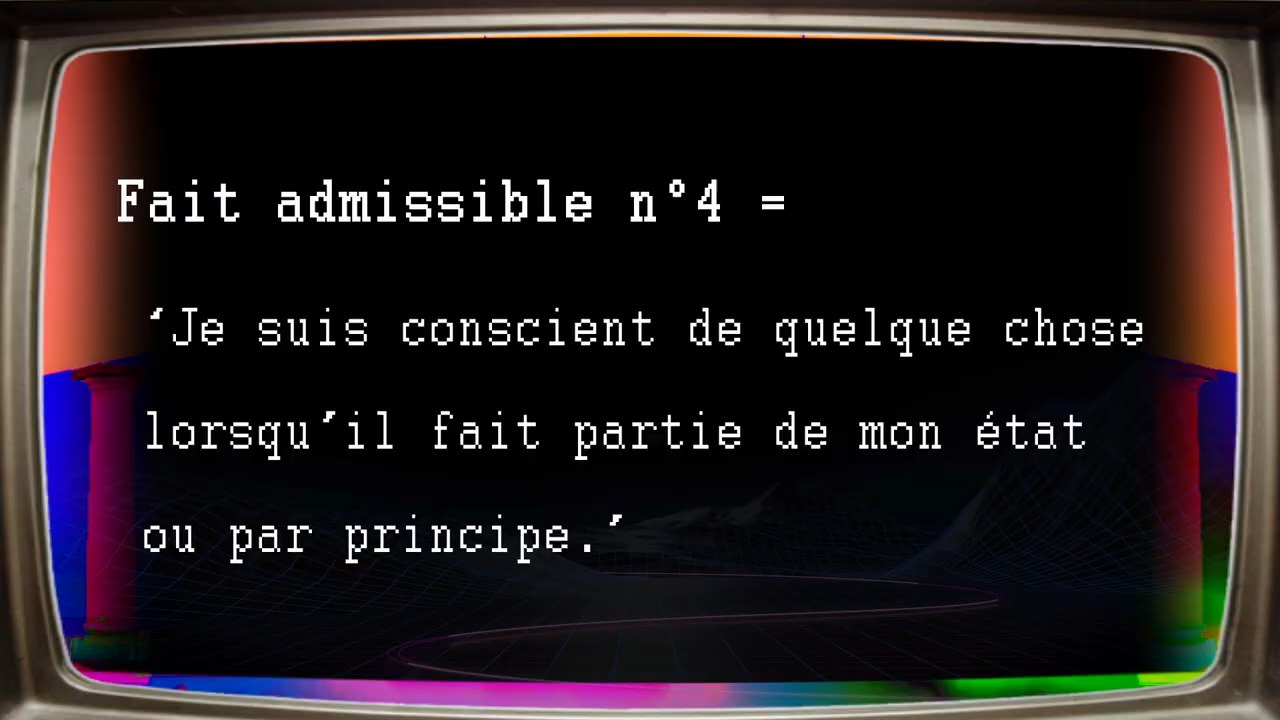 Fait admissible n°4 =
‘Je suis conscient de quelque chose
lorsqu’il fait partie de mon état
ou par principe.’